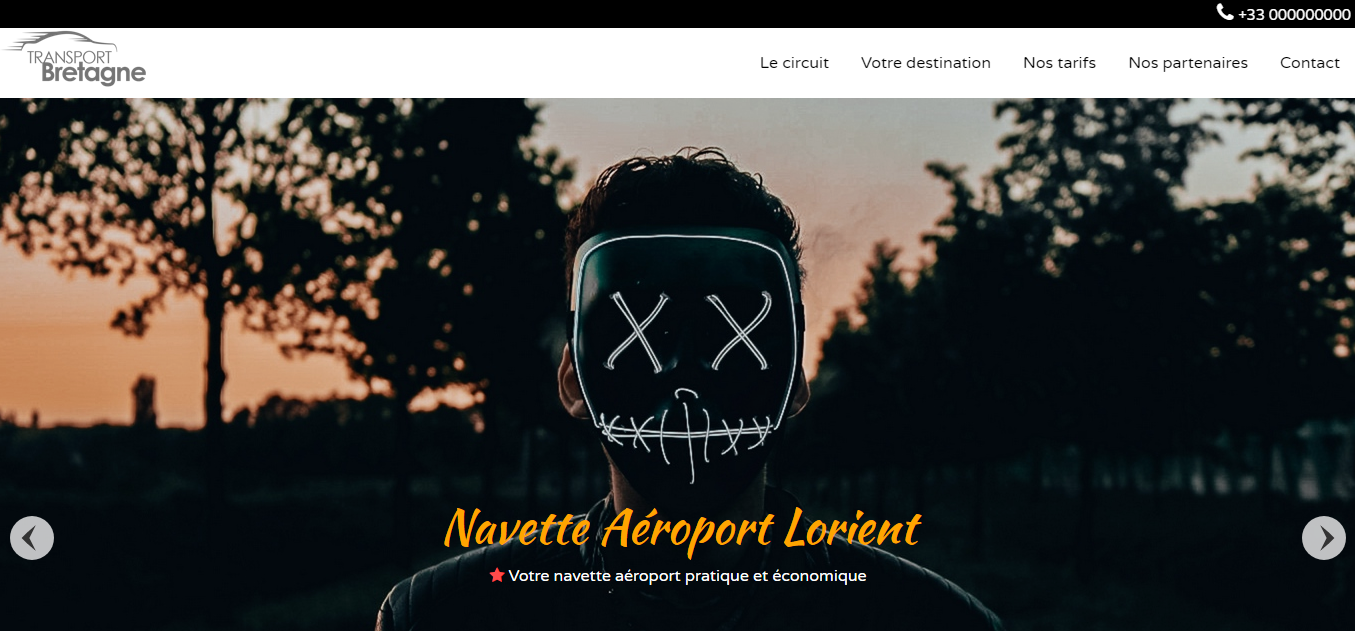 +33 000000000
TRANSPORT
Bretagne
Le circuit Votre destination Nos tarifs Nos partenaires Contact
Navette Aéroport Lorient
Votre navette aéroport pratique et économique